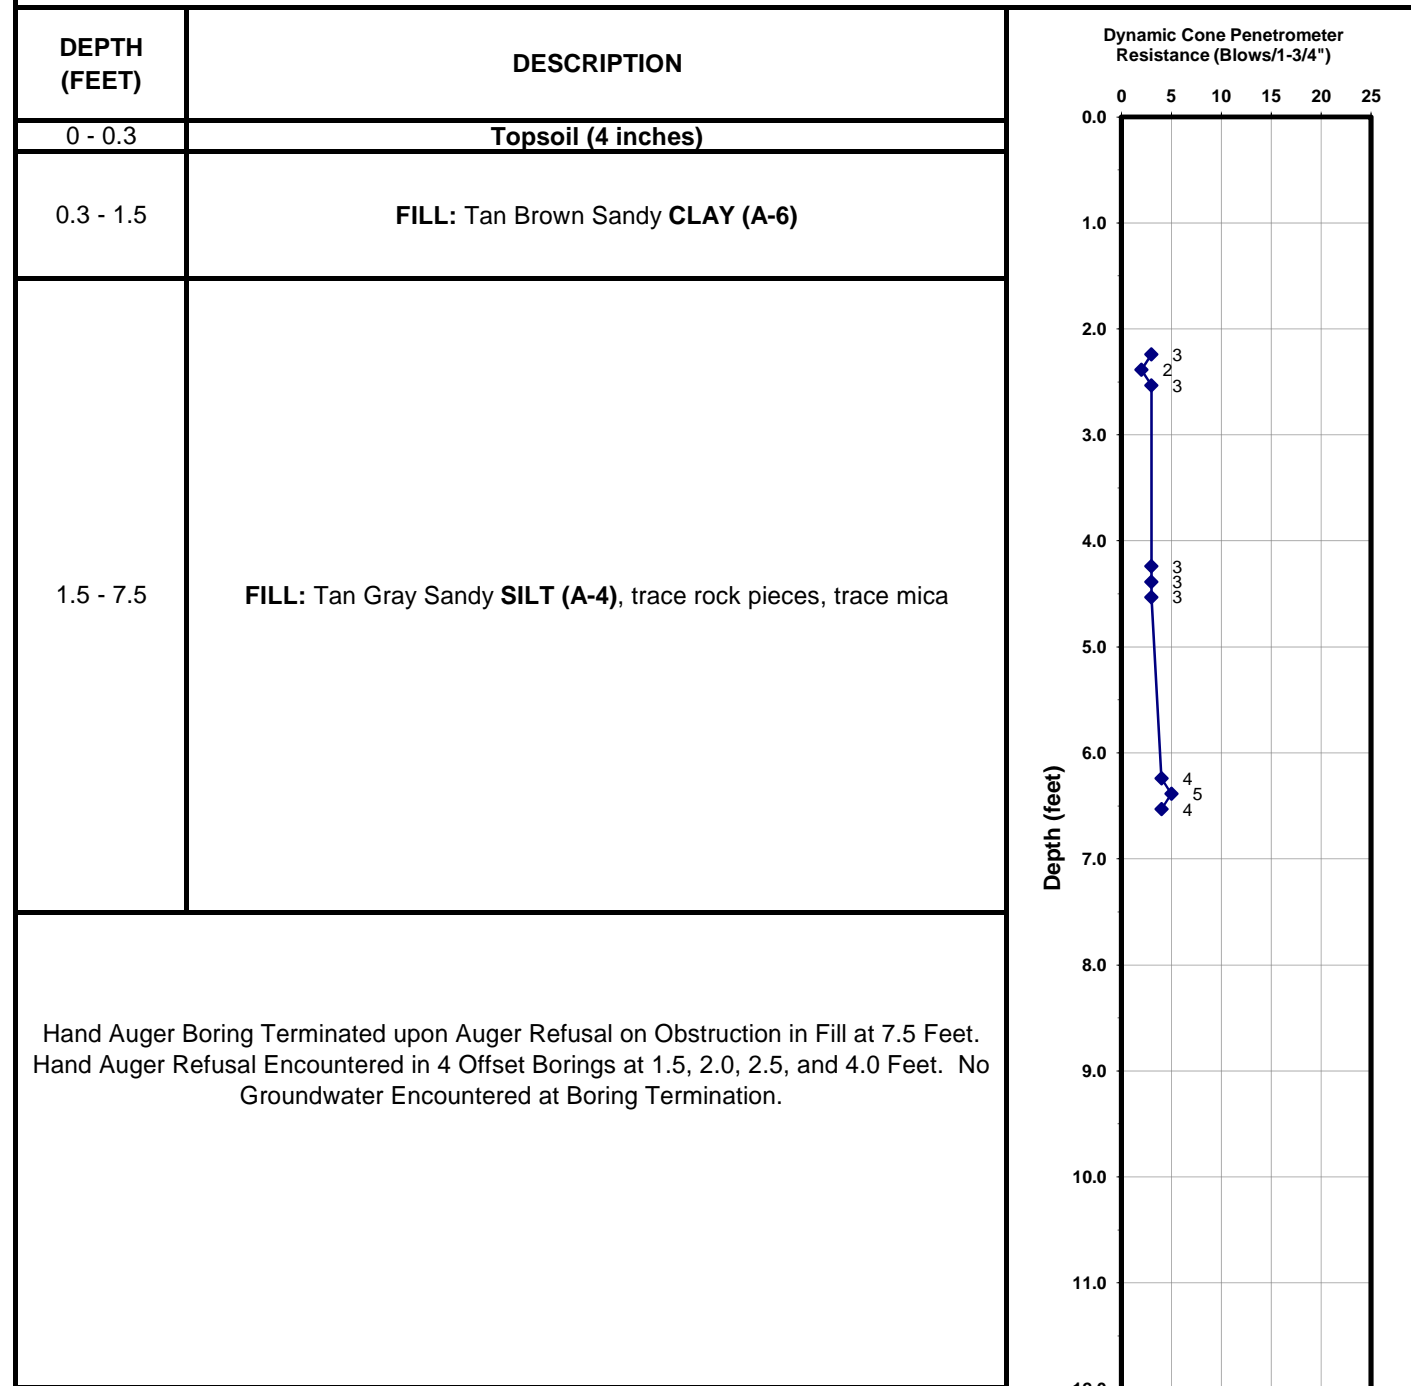 DEPTH
(FEET)
DESCRIPTION
0 - 0.3
Topsoil (4 inches)
0.3 - 1.5
FILL: Tan Brown Sandy CLAY (A-6)
1.5 - 7.5
FILL: Tan Gray Sandy SILT (A-4), trace rock pieces, trace mica
Hand Auger Boring Terminated upon Auger Refusal on Obstruction in Fill at 7.5 Feet.
Hand Auger Refusal Encountered in 4 Offset Borings at 1.5, 2.0, 2.5, and 4.0 Feet.  No
Groundwater Encountered at Boring Termination.
Dynamic Cone Penetrometer
Resistance (Blows/1-3/4")
0 5 10 15 20 25
0.0
1.0
2.0
3
2
3
3.0
4.0
3
3
3
5.0
6.0
4
5
4
Depth (feet)
7.0
8.0
9.0
10.0
11.0